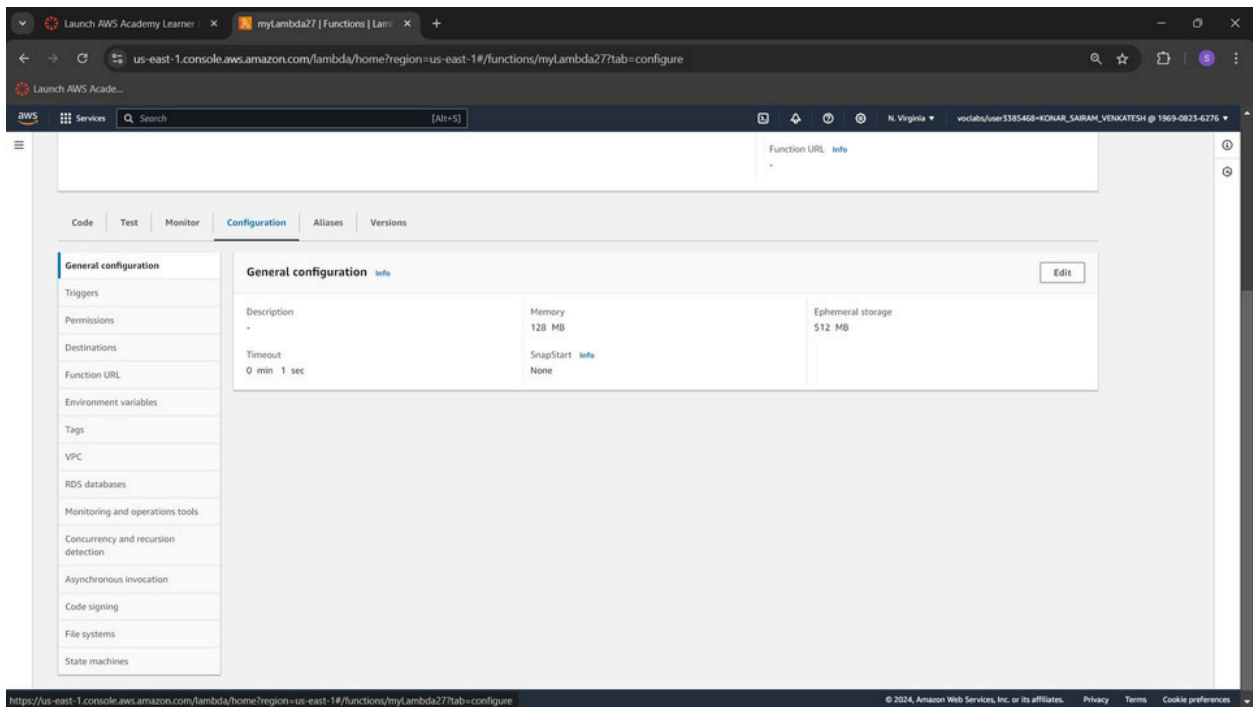 Launch AWS Academy Learner
myLambda27 | Functions | Lam
us-east-1.console.aws.amazon.com/lambda/home?region=us-east-1#/functions/myLambda27?tab=configure
S
Launch AWS Acade...
aws
Services
Search
[Alt+S]
N. Virginia
voclabs/user3385468=KONAR_SAIRAM_VENKATESH @ 1969-0823-6276
Function URL Info
-
Code Test Monitor Configuration Aliases Versions
General configuration
Triggers
Permissions
Destinations
Function URL
Environment variables
Tags
VPC
RDS databases
Monitoring and operations tools
Concurrency and recursion
detection
Asynchronous invocation
Code signing
File systems
State machines
General configuration Info
Edit
Description
-
Memory
128 MB
Ephemeral storage
512 MB
Timeout
0 min 1 sec
SnapStart Info
None
https://us-east-1.console.aws.amazon.com/lambda/home?region=us-east-1#/functions/myLambda27?tab=configure
© 2024, Amazon Web Services, Inc. or its affiliates. Privacy Terms Cookie preferences